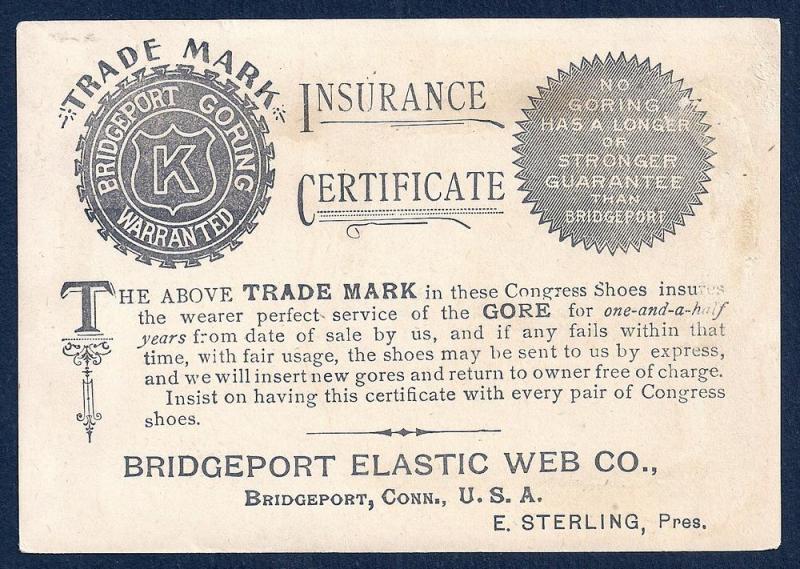 TRADE MARK
BRIDGEPORT GORING
K
WARRANTED
INSURANCE
CERTIFICATE
NO
GORING
HAS A LONGER
OR
STRONGER
GUARANTEE
THAN
BRIDGEPORT
THE ABOVE TRADE MARK in these Congress Shoes insures
the wearer perfect service of the GORE for one-and-a-half
years from date of sale by us, and if any fails within that
time, with fair usage, the shoes may be sent to us by express,
and we will insert new gores and return to owner free of charge.
Insist on having this certificate with every pair of Congress
shoes.
BRIDGEPORT ELASTIC WEB CO.,
BRIDGEPORT, CONN., U. S. A.
E. STERLING, Pres.